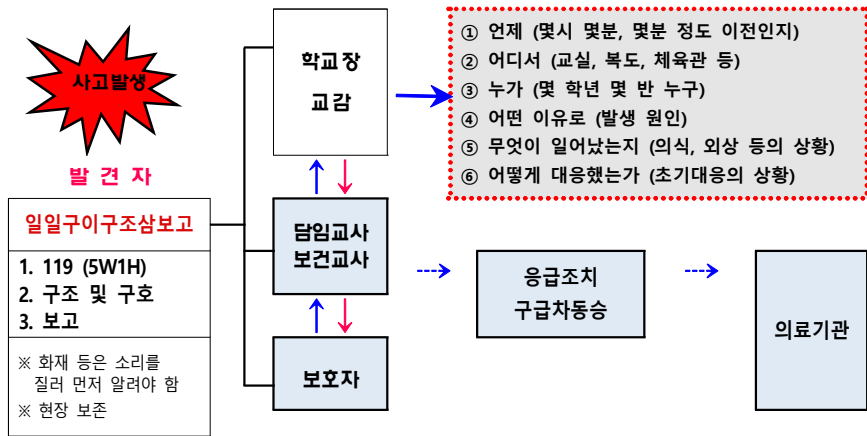 사고발생
발 견 자
일일구이구조삼보고
1. 119 (5W1H)
2. 구조 및 구호
3. 보고
※ 화재 등은 소리를
질러 먼저 알려야 함
※ 현장 보존
학교장
교감
담임교사
보건교사
보호자
① 언제 (몇시 몇분, 몇분 정도 이전인지)
② 어디서 (교실, 복도, 체육관 등)
③ 누가 (몇 학년 몇 반 누구)
④ 어떤 이유로 (발생 원인)
⑤ 무엇이 일어났는지 (의식, 외상 등의 상황)
⑥ 어떻게 대응했는가 (초기대응의 상황)
응급조치
구급차동승
의료기관